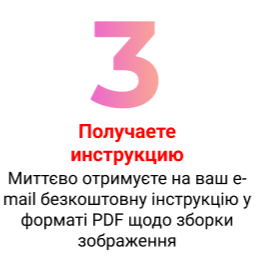 3
Получаете
инструкцию
Миттєво отримуєте на ваш e-
mail безкоштовну інструкцію у
форматі PDF щодо зборки
зображення